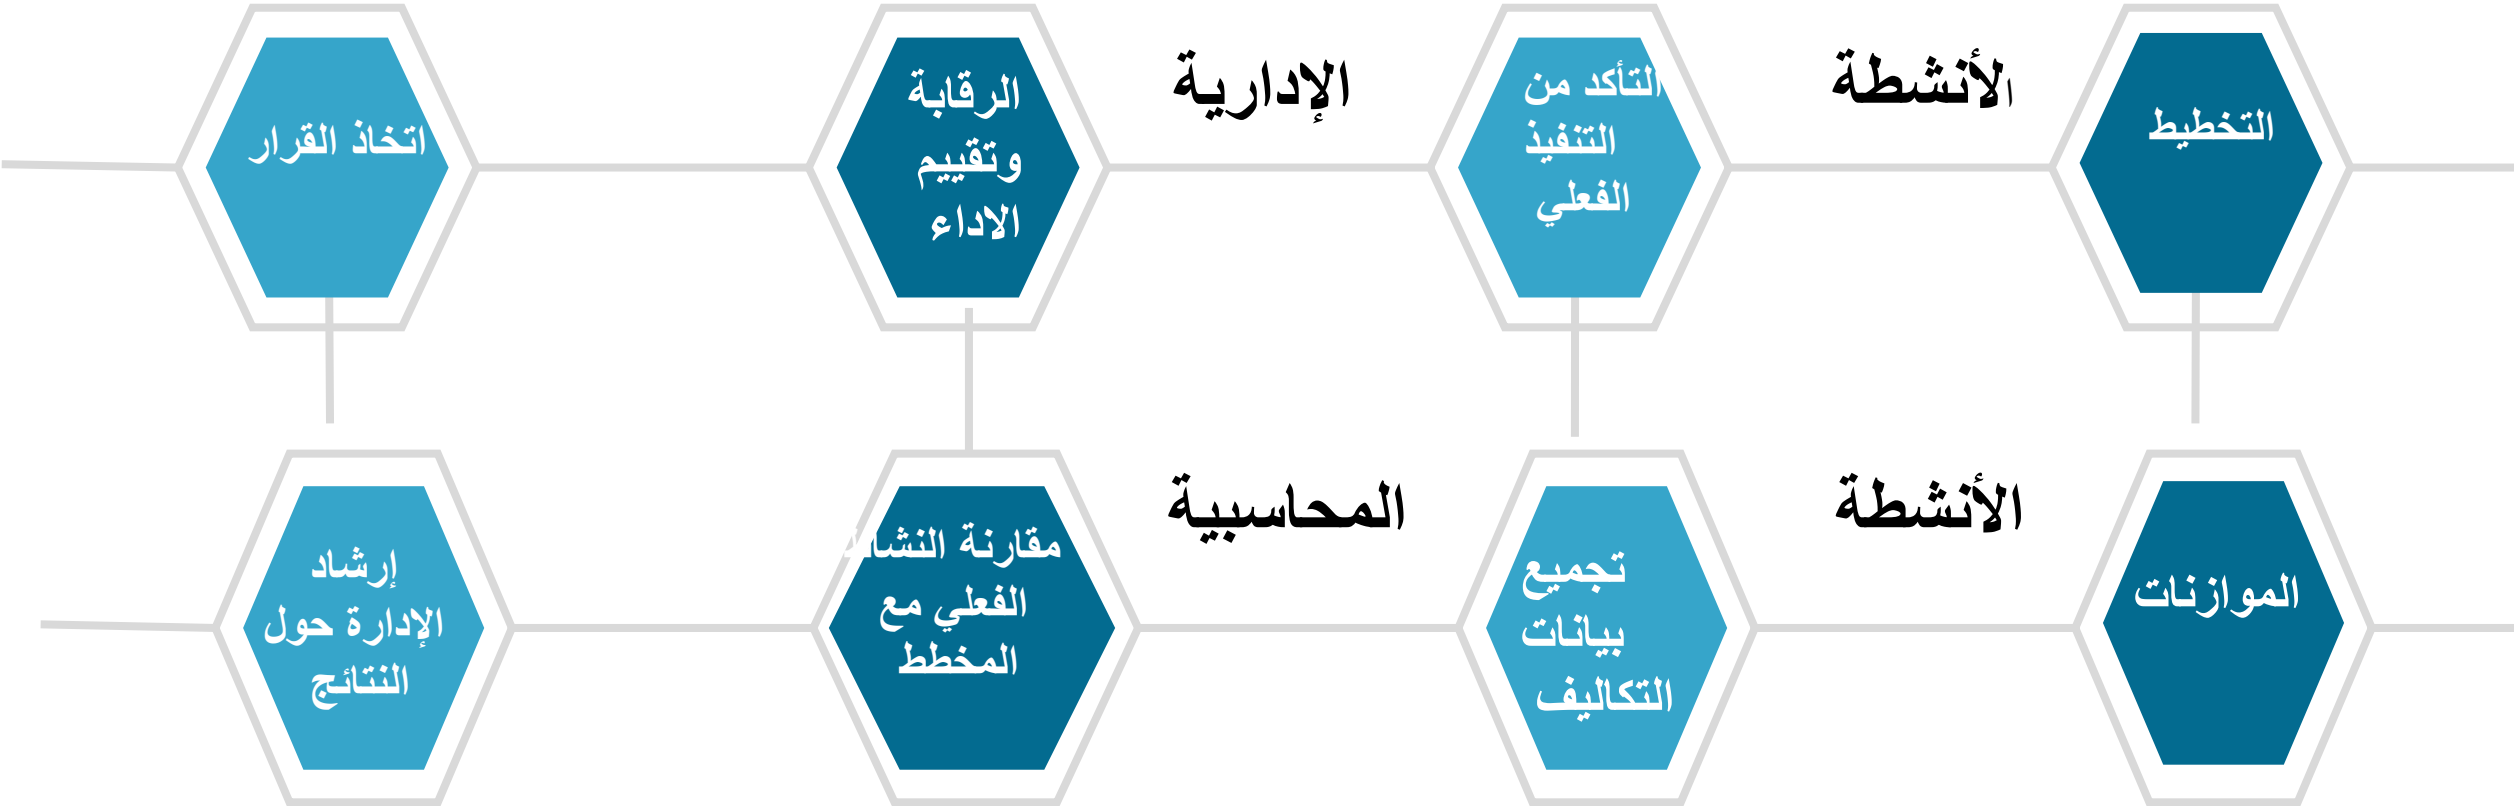 الأنشطة الإدارية
التخطيط
التأكد من
التنفيذ
الفعلي
الرقابة
وتقييم
الاداء
اتخاذ القرار
الأنشطة المحاسبية
الموازنات
تجميع
بيانات
التكاليف
مقارنة النشاط
الفعلي مع
المخطط
إرشاد
الإدارة حول
النتائج